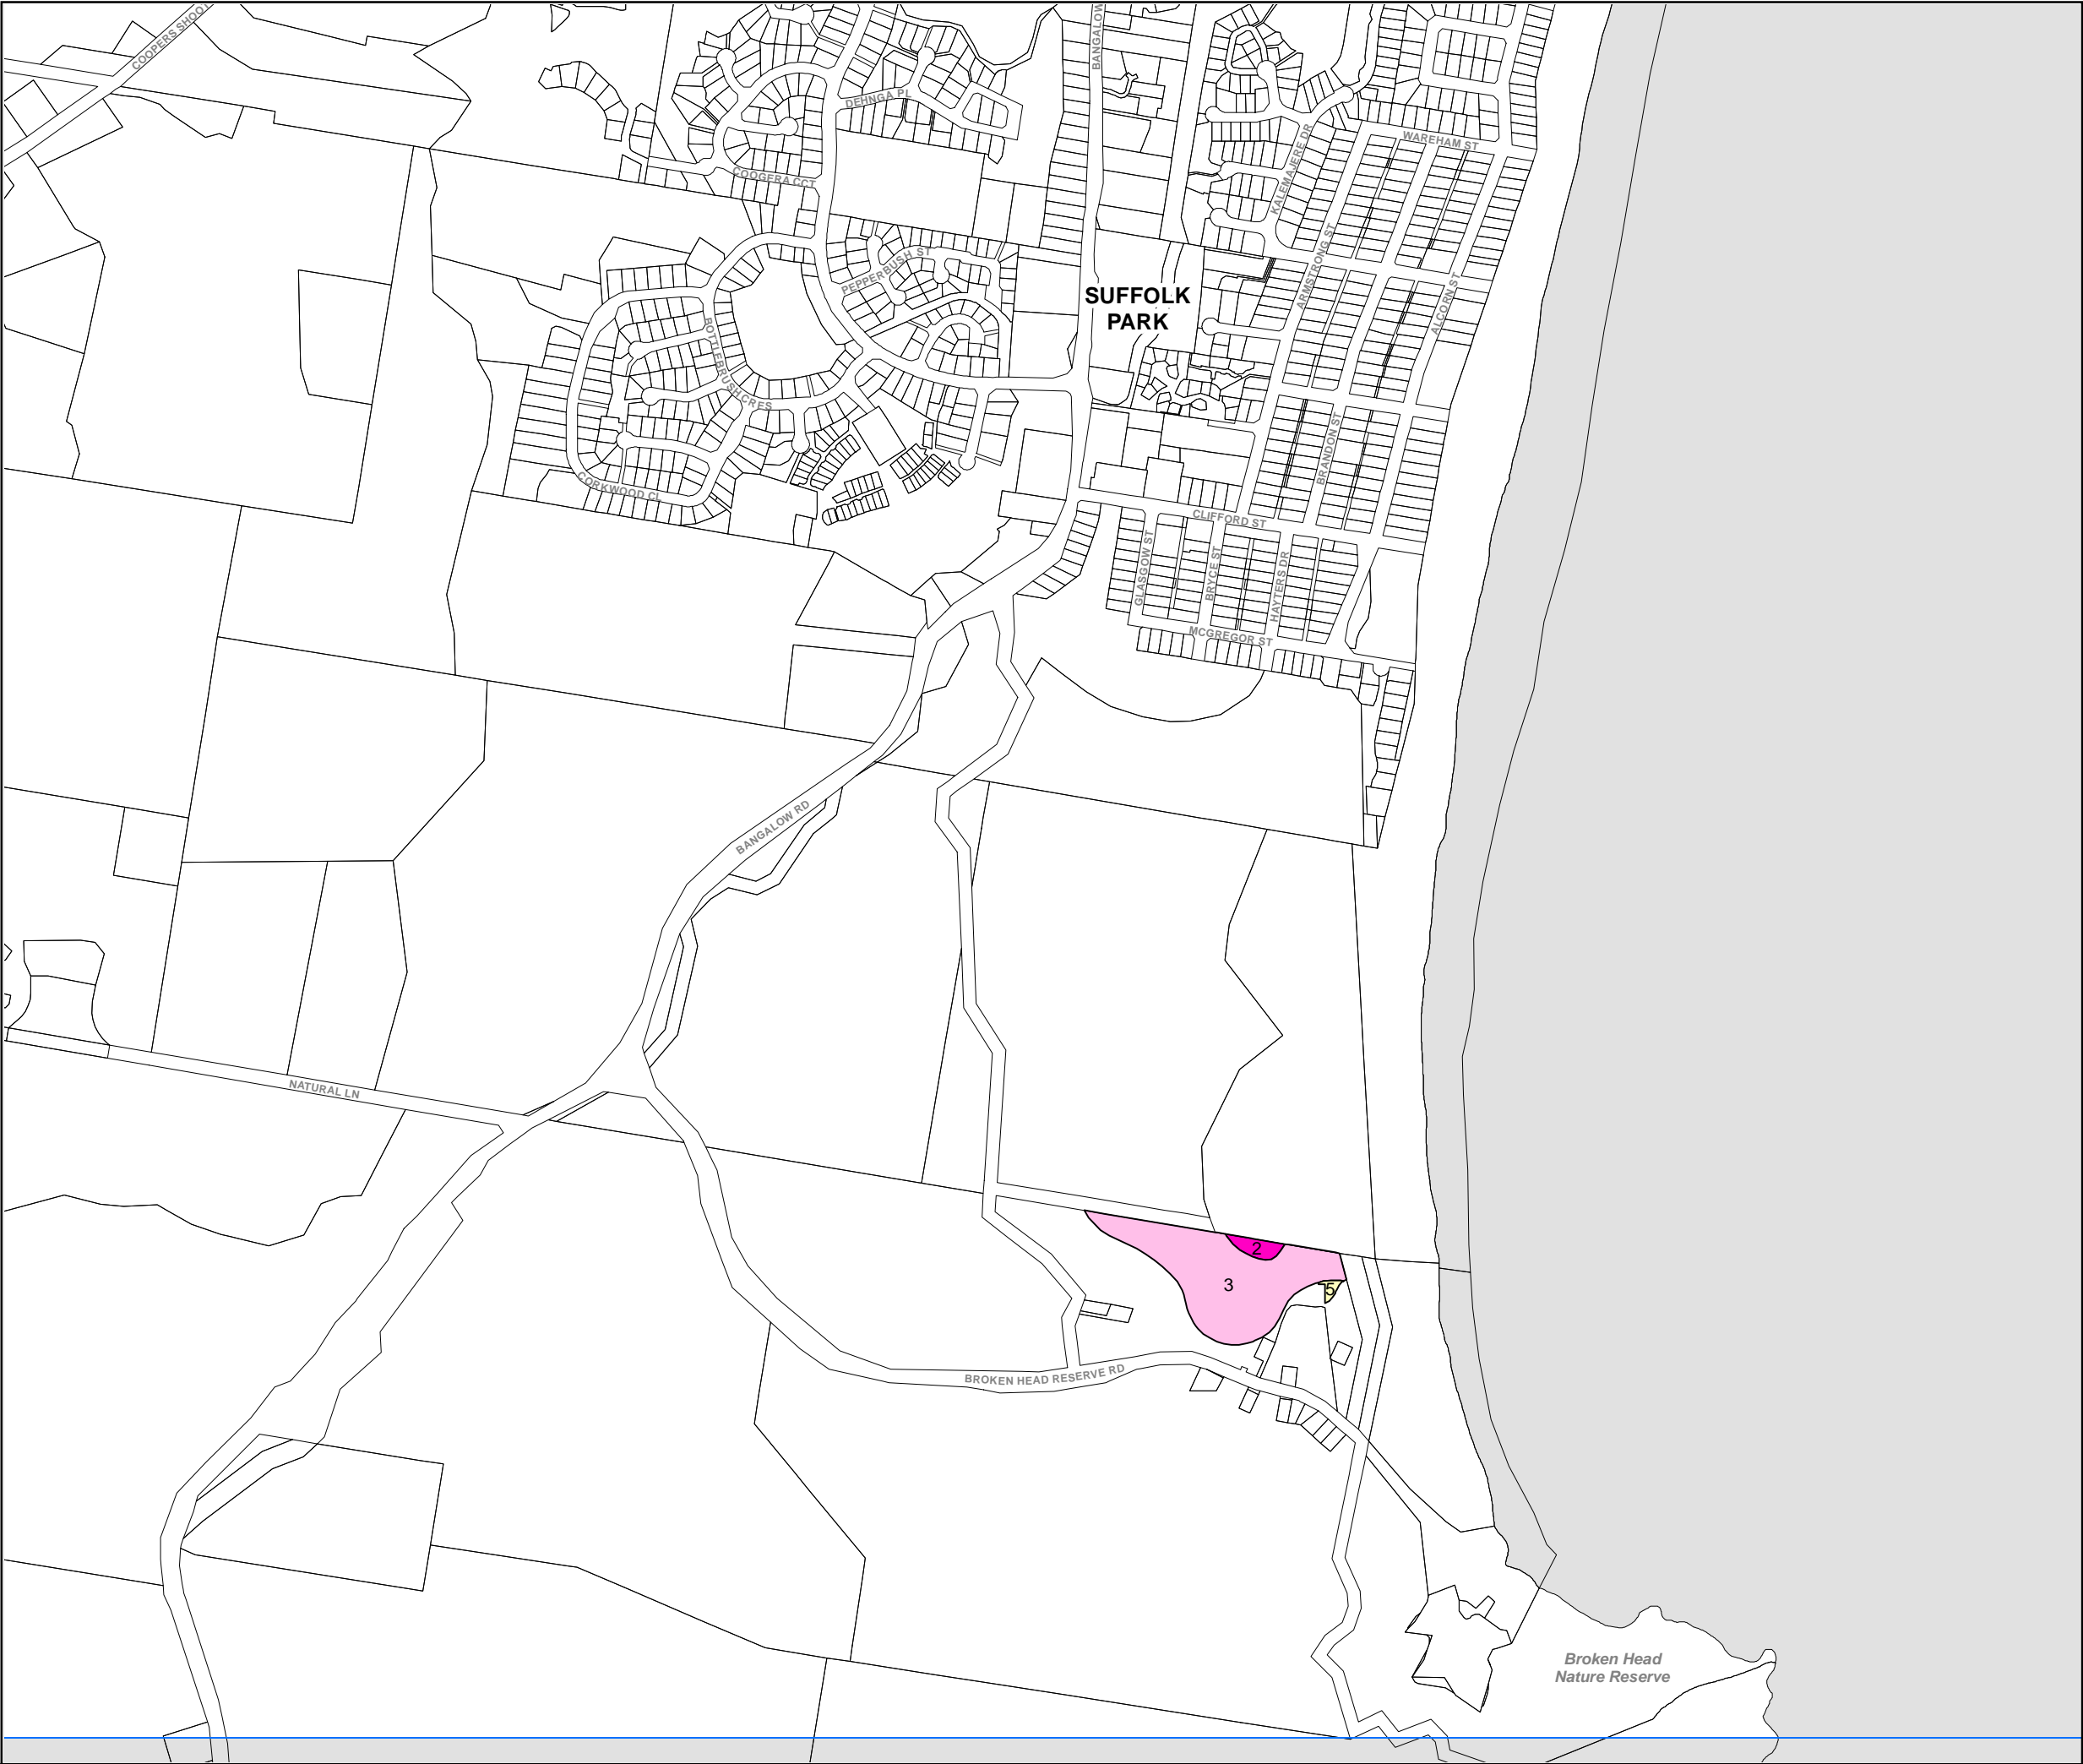 COOPERS SHOOT
BANGALOW
DEHNGA PL
WAREHAM ST
COOGERA CCT
KALEMAJERE DR
PEPPERBUSH ST
ARMSTRONG ST
SUFFOLK
PARK
ALCORN ST
BOTTLEBRUSH CRES
BRANDON ST
CORKWOOD CL
CLIFFORD ST
GLASGOW ST
BRYCE ST
HAYTERS DR
MCGREGOR ST
BANGALOW RD
NATURAL LN
2
3
5
BROKEN HEAD RESERVE RD
Broken Head
Nature Reserve